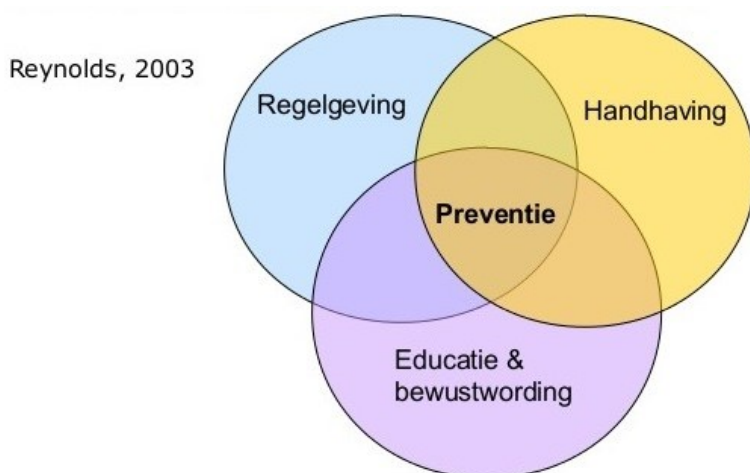 Reynolds, 2003
Regelgeving
Handhaving
Preventie
Educatie &
bewustwording